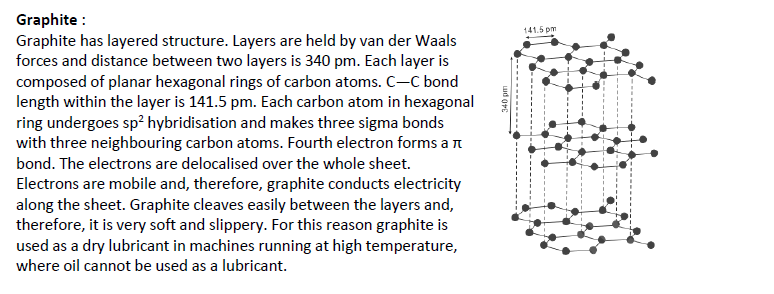 Graphite :
Graphite has layered structure. Layers are held by van der Waals
forces and distance between two layers is 340 pm. Each layer is
composed of planar hexagonal rings of carbon atoms. C—C bond
length within the layer is 141.5 pm. Each carbon atom in hexagonal
ring undergoes sp² hybridisation and makes three sigma bonds
with three neighbouring carbon atoms. Fourth electron forms a π
bond. The electrons are delocalised over the whole sheet.
Electrons are mobile and, therefore, graphite conducts electricity
along the sheet. Graphite cleaves easily between the layers and,
therefore, it is very soft and slippery. For this reason graphite is
used as a dry lubricant in machines running at high temperature,
where oil cannot be used as a lubricant.
141.5 pm
340 pm